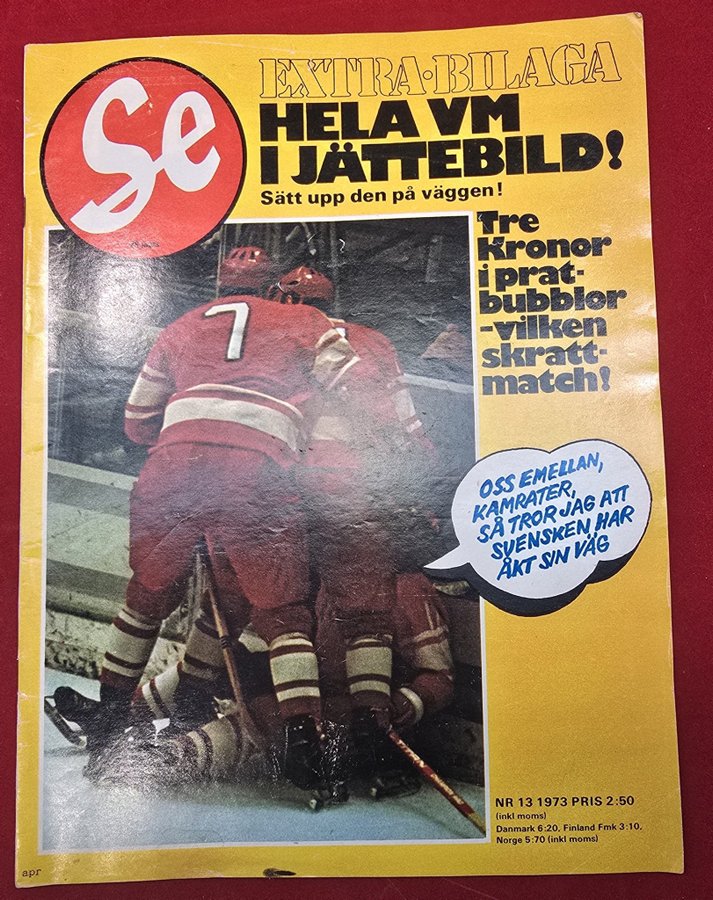 Se
EXTRA·BILAGA
HELA VM
I JÄTTEBILD!
Sätt upp den på väggen!
Tre
Kronor
i prat-
bubblor
-vilken
skratt-
match!
7
OSS EMELLAN,
KAMRATER,
SÅ TROR JAG ATT
SVENSKEN HAR
ÅKT SIN VÄG
NR 13 1973 PRIS 2:50
(inkl moms)
Danmark 6:20, Finland Fmk 3:10,
Norge 5:70 (inkl moms)
apr